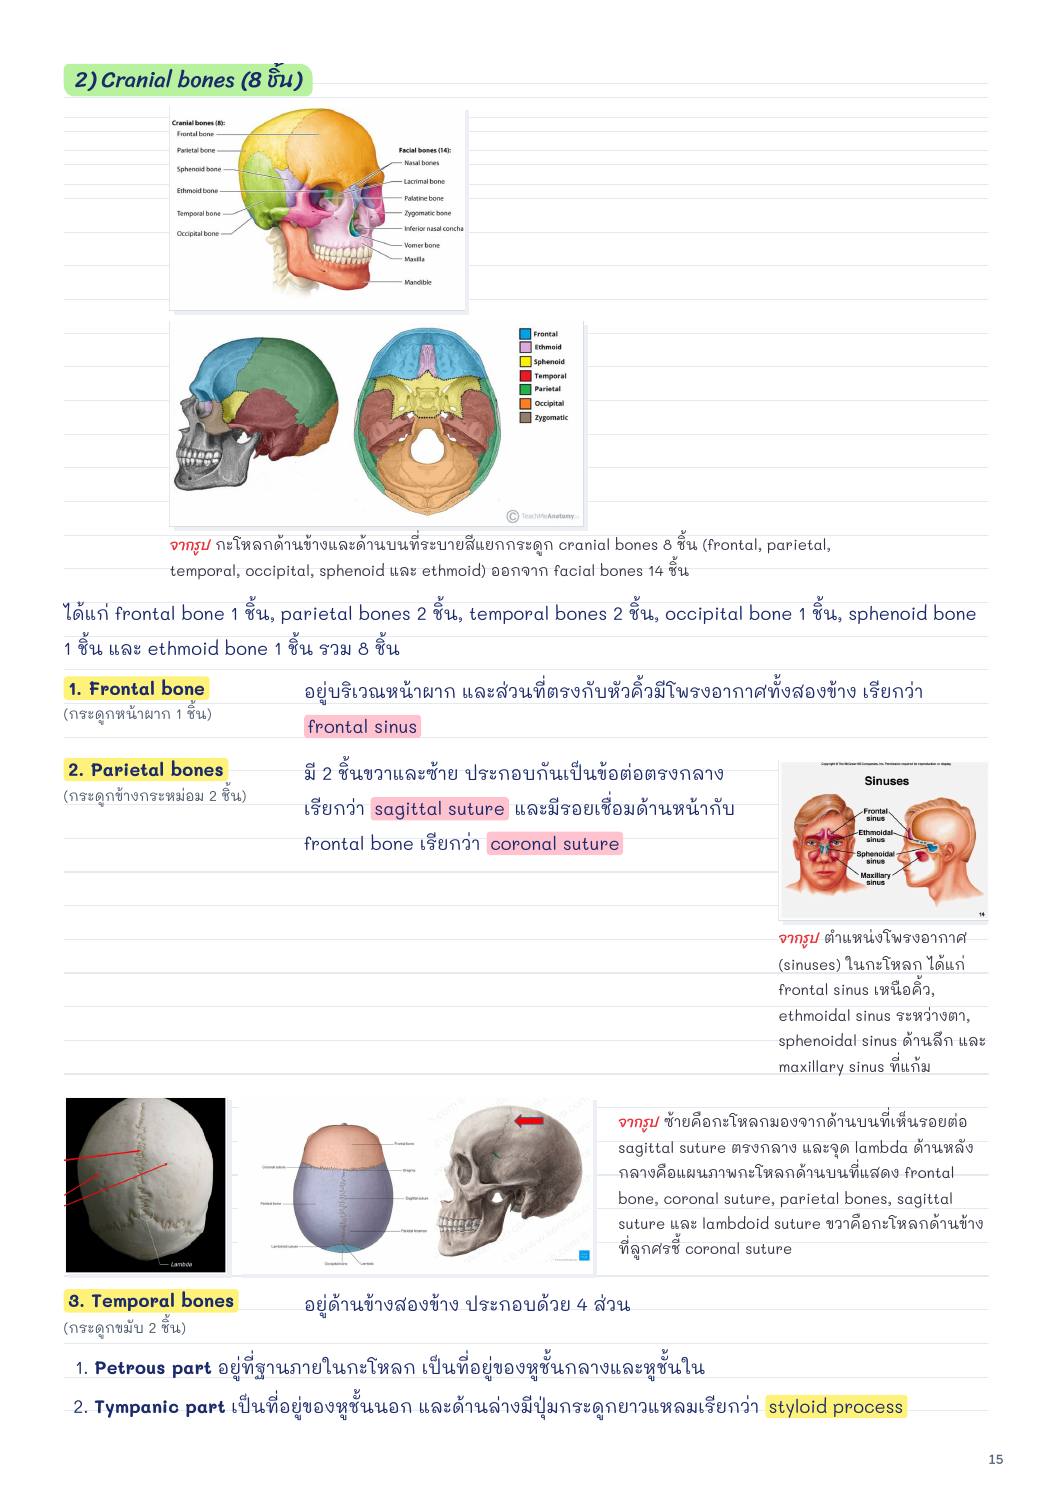 2) Cranial bones (8 ชิ้น)
Cranial bones (8):
Frontal bone
Parietal bone
Sphenoid bone
Ethmoid bone
Temporal bone
Occipital bone
Facial bones (14):
Nasal bones
Lacrimal bone
Palatine bone
Zygomatic bone
Inferior nasal concha
Vomer bone
Maxilla
Mandible
Frontal
Ethmoid
Sphenoid
Temporal
Parietal
Occipital
Zygomatic
© TeachMeAnatomy
จากรูป กะโหลกด้านข้างและด้านบนที่ระบายสีแยกกระดูก cranial bones 8 ชิ้น (frontal, parietal,
temporal, occipital, sphenoid และ ethmoid) ออกจาก facial bones 14 ชิ้น
ได้แก่ frontal bone 1 ชิ้น, parietal bones 2 ชิ้น, temporal bones 2 ชิ้น, occipital bone 1 ชิ้น, sphenoid bone
1 ชิ้น และ ethmoid bone 1 ชิ้น รวม 8 ชิ้น
1. Frontal bone
(กระดูกหน้าผาก 1 ชิ้น)
อยู่บริเวณหน้าผาก และส่วนที่ตรงกับหัวคิ้วมีโพรงอากาศทั้งสองข้าง เรียกว่า
frontal sinus
2. Parietal bones
(กระดูกข้างกระหม่อม 2 ชิ้น)
มี 2 ชิ้นขวาและซ้าย ประกอบกันเป็นข้อต่อตรงกลาง
เรียกว่า sagittal suture และมีรอยเชื่อมด้านหน้ากับ
frontal bone เรียกว่า coronal suture
Copyright © The McGraw-Hill Companies, Inc. Permission required for reproduction or display.
Sinuses
Frontal
sinus
Ethmoidal
sinus
Sphenoidal
sinus
Maxillary
sinus
14
จากรูป ตำแหน่งโพรงอากาศ
(sinuses) ในกะโหลก ได้แก่
frontal sinus เหนือคิ้ว,
ethmoidal sinus ระหว่างตา,
sphenoidal sinus ด้านลึก และ
maxillary sinus ที่แก้ม
Lambda
Frontal bone
Coronal suture
Bregma
Sagittal suture
Parietal bone
Parietal foramen
Lambdoid suture
Occipital bone
Lambda
จากรูป ซ้ายคือกะโหลกมองจากด้านบนที่เห็นรอยต่อ
sagittal suture ตรงกลาง และจุด lambda ด้านหลัง
กลางคือแผนภาพกะโหลกด้านบนที่แสดง frontal
bone, coronal suture, parietal bones, sagittal
suture และ lambdoid suture ขวาคือกะโหลกด้านข้าง
ที่ลูกศรชี้ coronal suture
3. Temporal bones
(กระดูกขมับ 2 ชิ้น)
อยู่ด้านข้างสองข้าง ประกอบด้วย 4 ส่วน
1. Petrous part อยู่ที่ฐานภายในกะโหลก เป็นที่อยู่ของหูชั้นกลางและหูชั้นใน
2. Tympanic part เป็นที่อยู่ของหูชั้นนอก และด้านล่างมีปุ่มกระดูกยาวแหลมเรียกว่า styloid process
15